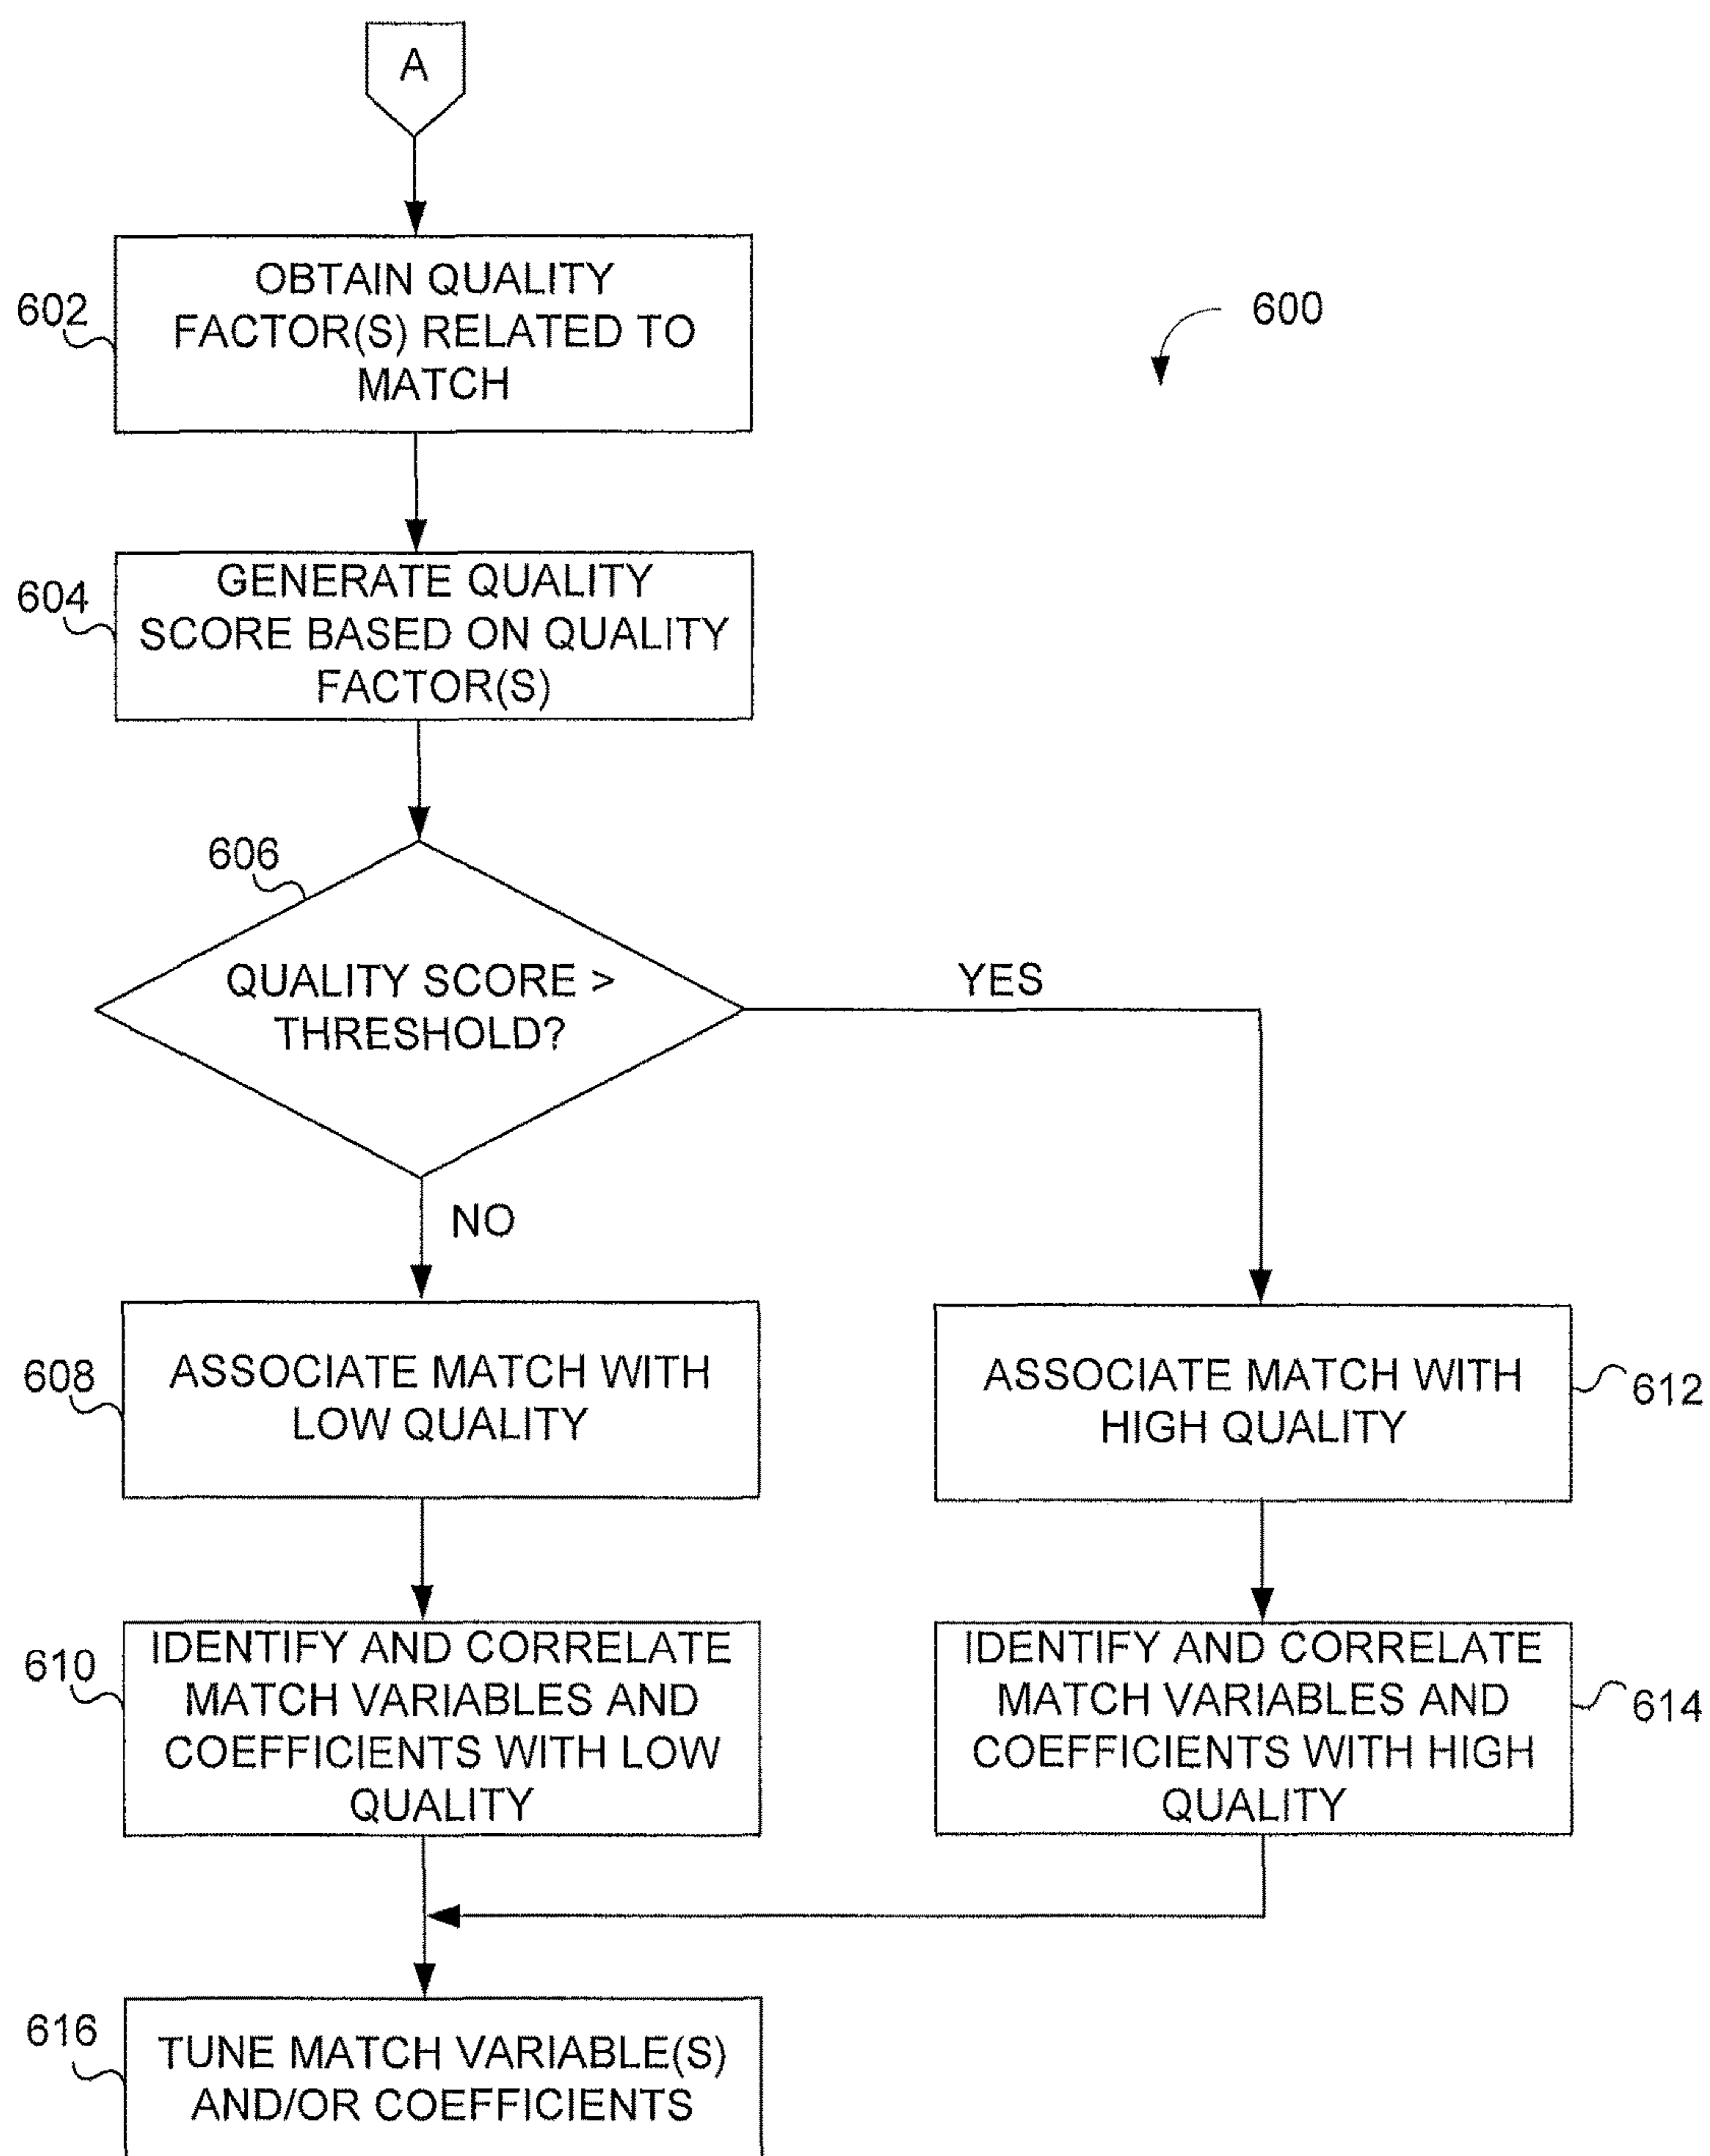 A
602
OBTAIN QUALITY
FACTOR(S) RELATED TO
MATCH
600
604
GENERATE QUALITY
SCORE BASED ON QUALITY
FACTOR(S)
606
QUALITY SCORE >
THRESHOLD?
YES
NO
608
ASSOCIATE MATCH WITH
LOW QUALITY
ASSOCIATE MATCH WITH
HIGH QUALITY
612
610
IDENTIFY AND CORRELATE
MATCH VARIABLES AND
COEFFICIENTS WITH LOW
QUALITY
IDENTIFY AND CORRELATE
MATCH VARIABLES AND
COEFFICIENTS WITH HIGH
QUALITY
614
616
TUNE MATCH VARIABLE(S)
AND/OR COEFFICIENTS